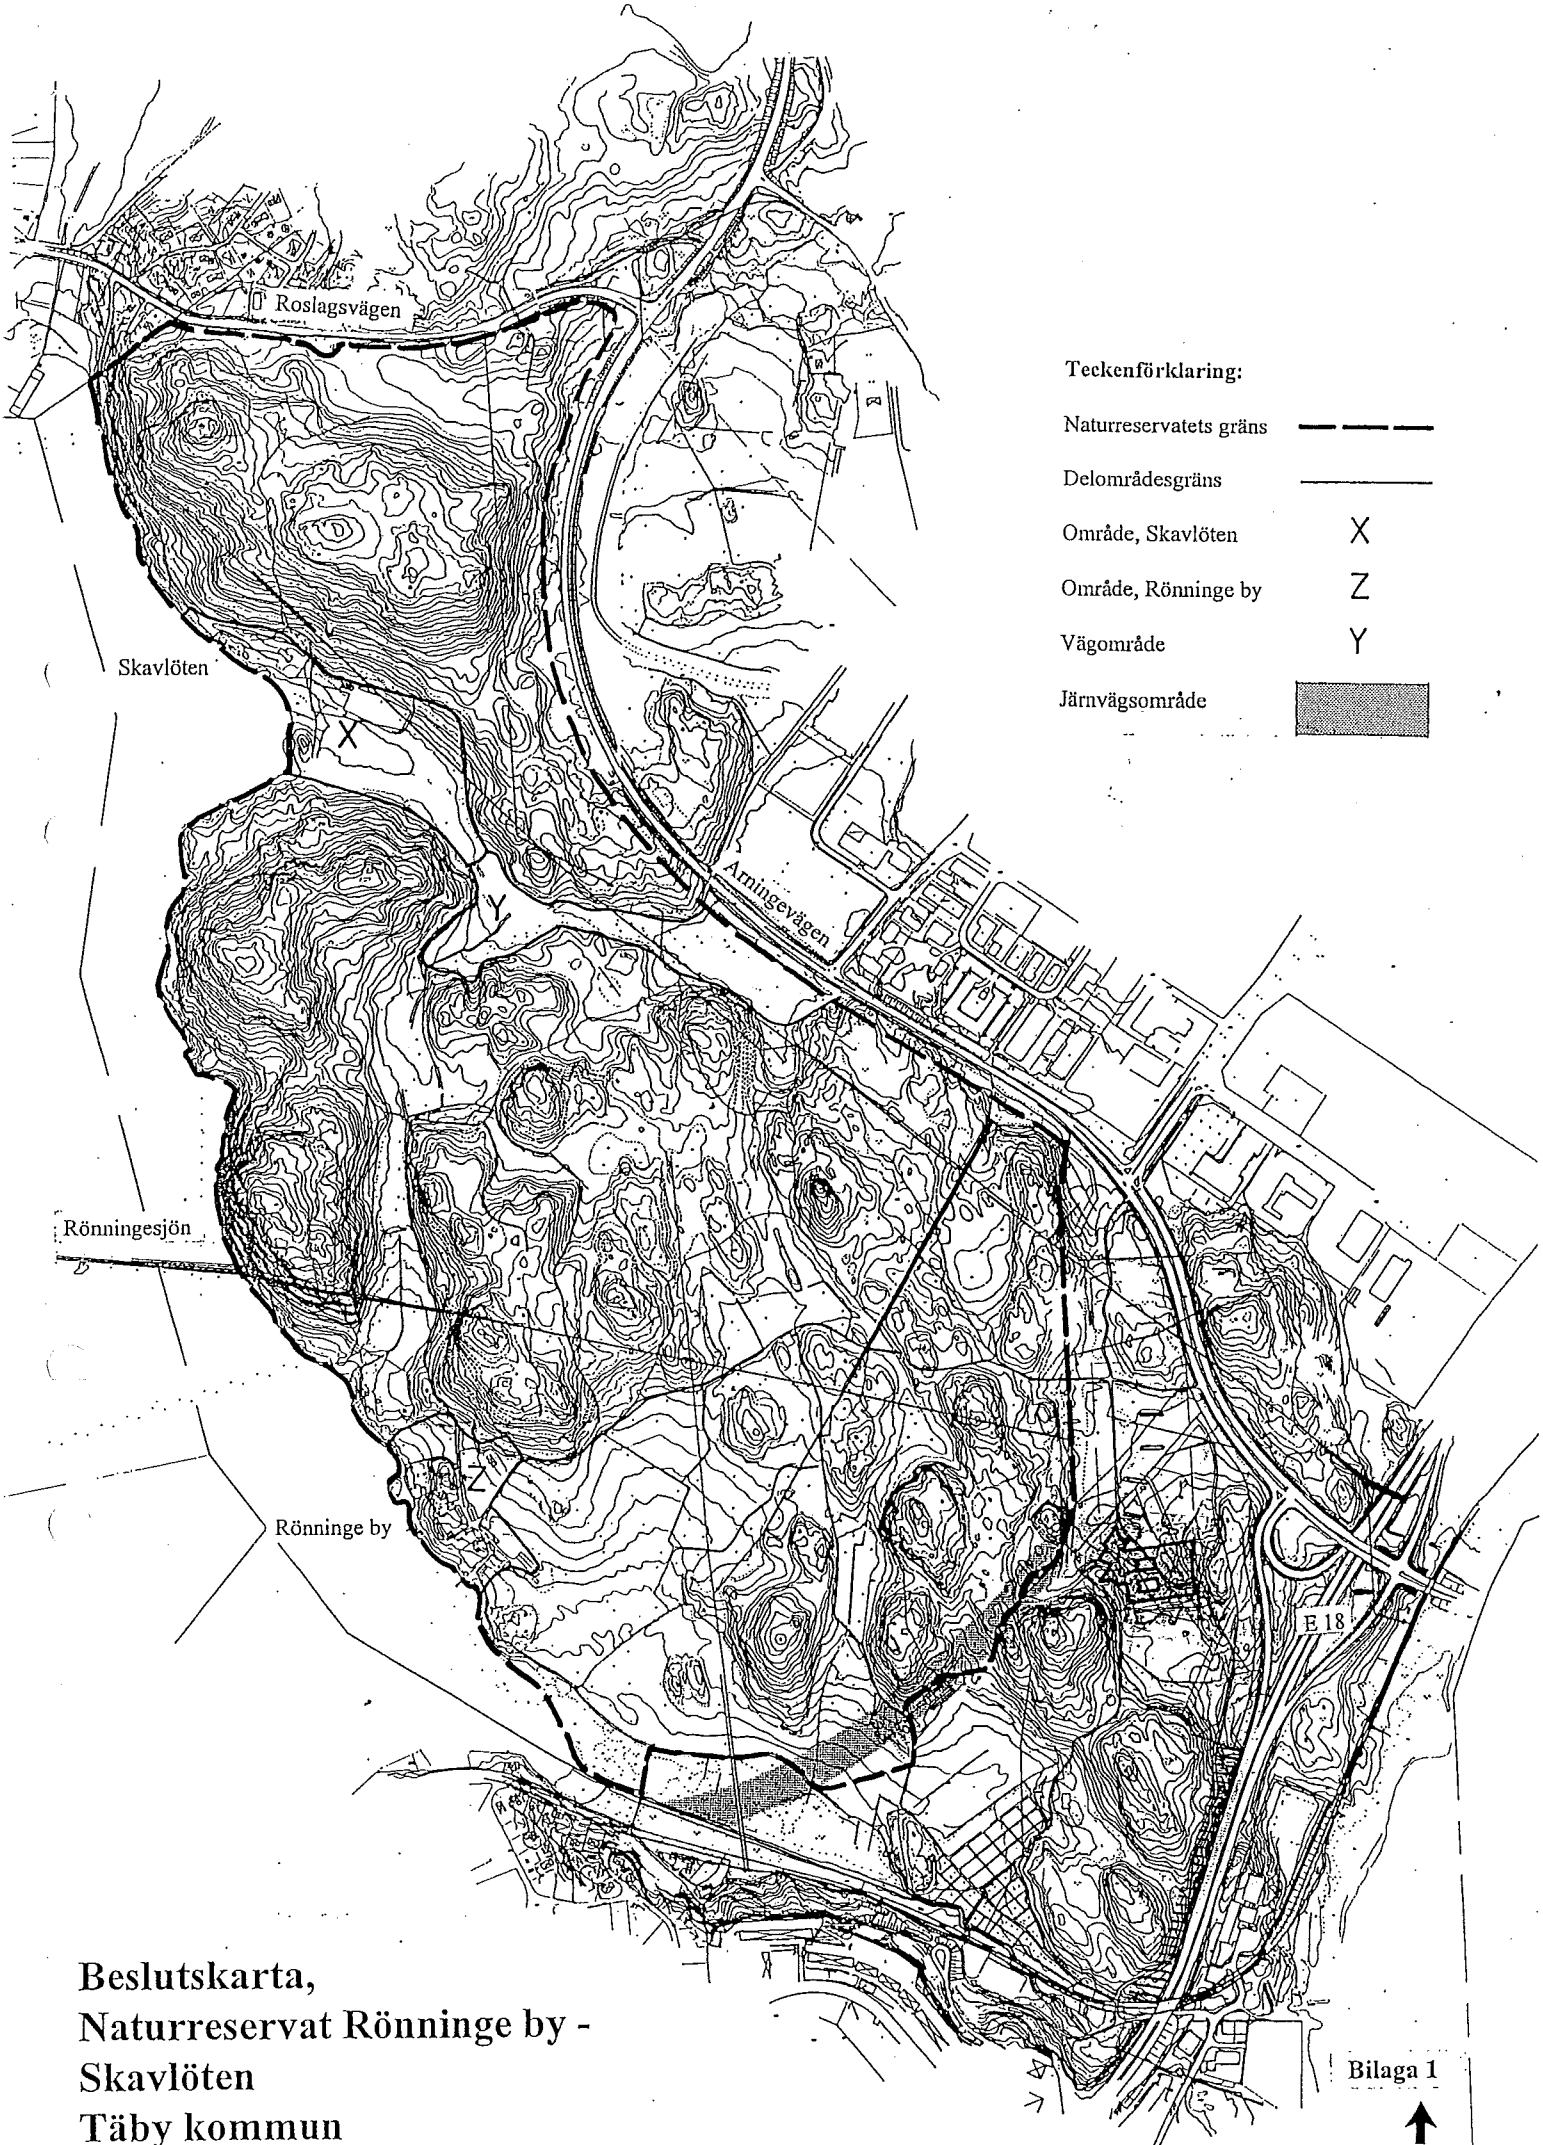 Roslagsvägen
Teckenförklaring:
Naturreservatets gräns
Delområdesgräns
Område, Skavlöten X
Område, Rönninge by Z
Vägområde Y
Järnvägsområde
Skavlöten
X
Arningevägen
Y
Rönningesjön
Z
Rönninge by
E 18
Beslutskarta,
Naturreservat Rönninge by -
Skavlöten
Täby kommun
Bilaga 1